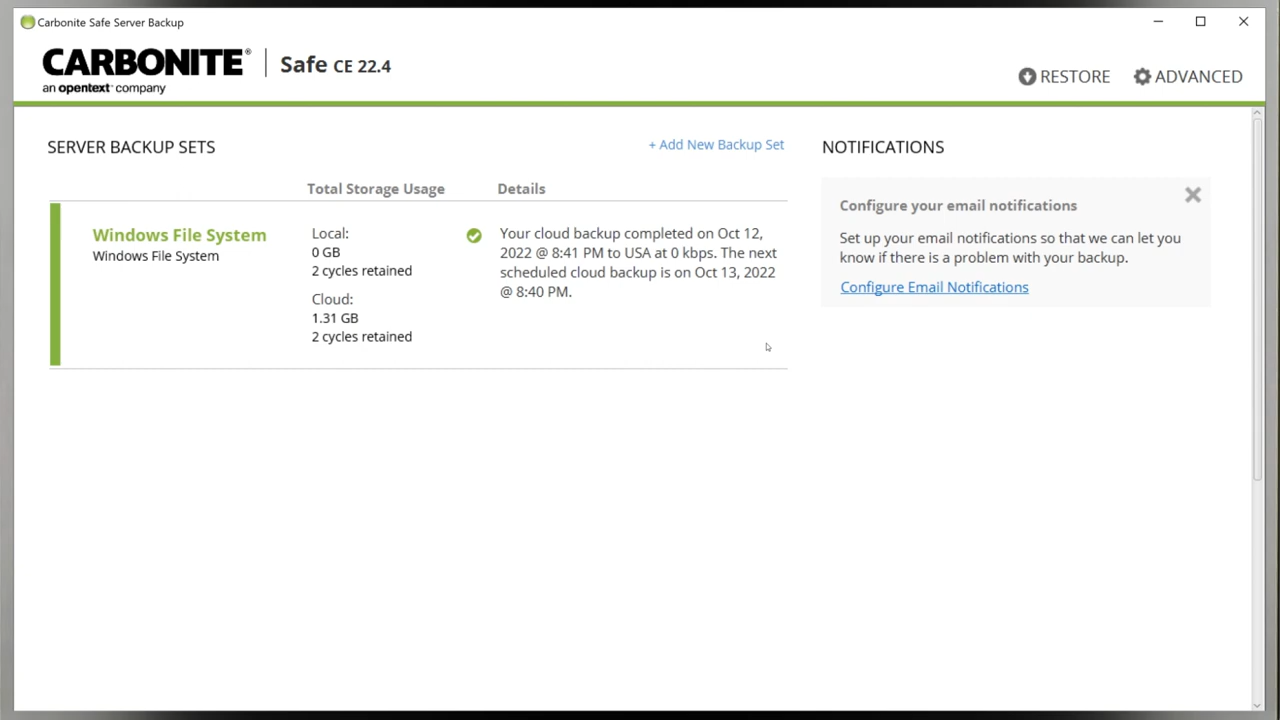 Carbonite Safe Server Backup
CARBONITE®
an opentext™ company
Safe CE 22.4
RESTORE
ADVANCED
SERVER BACKUP SETS
+ Add New Backup Set
Total Storage Usage
Details
Windows File System
Windows File System
Local:
0 GB
2 cycles retained
Cloud:
1.31 GB
2 cycles retained
Your cloud backup completed on Oct 12,
2022 @ 8:41 PM to USA at 0 kbps. The next
scheduled cloud backup is on Oct 13, 2022
@ 8:40 PM.
NOTIFICATIONS
Configure your email notifications
Set up your email notifications so that we can let you
know if there is a problem with your backup.
Configure Email Notifications